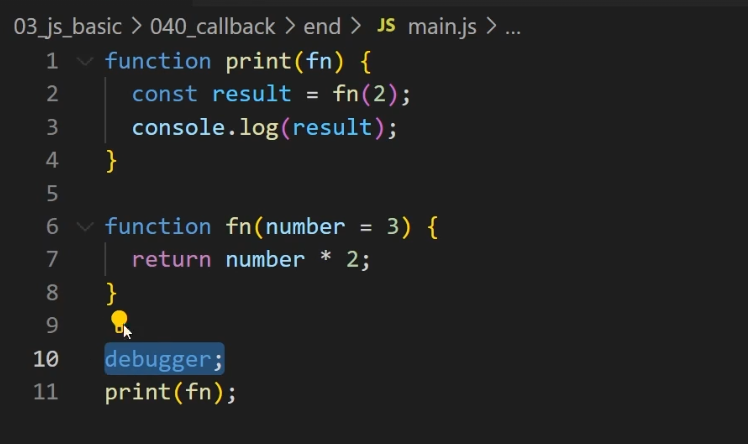 03_js_basic > 040_callback > end > JS main.js > ...
1 function print(fn) {
2 const result = fn(2);
3 console.log(result);
4 }
5
6 function fn(number = 3) {
7 return number * 2;
8 }
9
10 debugger;
11 print(fn);